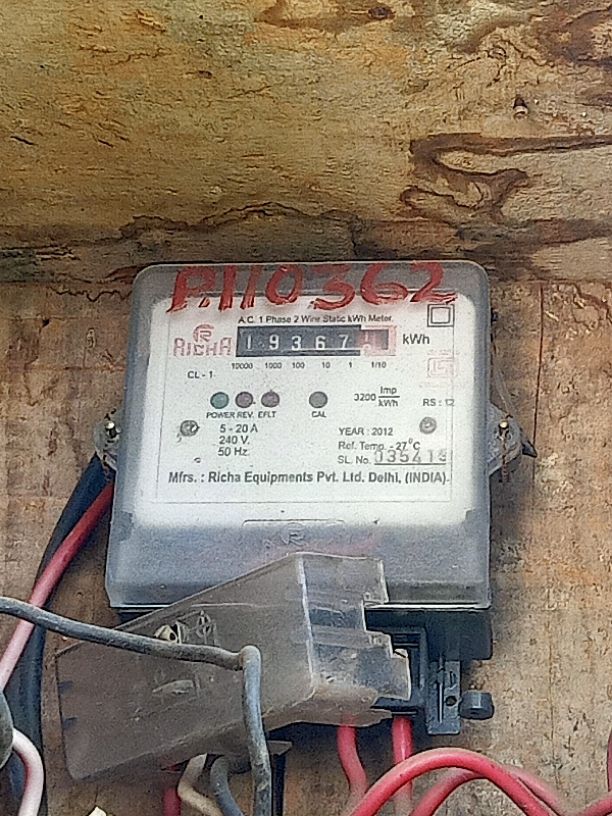 P110362
A.C. 1 Phase 2 Wire Static kWh Meter.
RICHA
19367
kWh
10000 1000 100 10 1 1/10
CL - 1
3200 Imp/kWh
RS : 12
POWER REV. EFLT CAL
5 - 20 A
240 V.
50 Hz.
YEAR : 2012
Ref. Temp. - 27°C
SL. No.
Mfrs. : Richa Equipments Pvt. Ltd. Delhi, (INDIA).